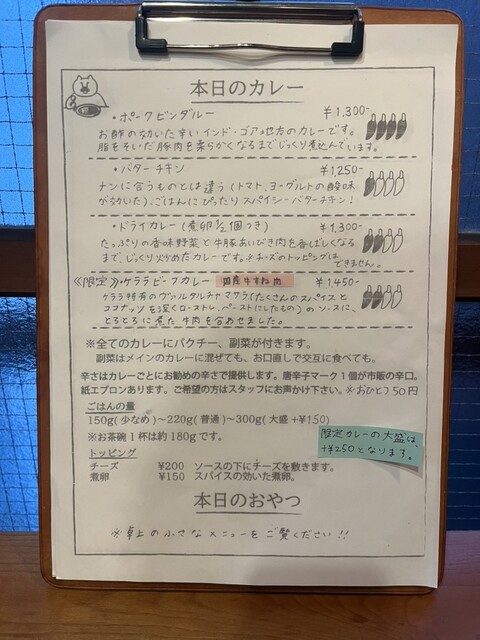 本日のカレー
・ポークビンダルー ¥1,300-
お酢の効いた辛いインド・ゴア地方のカレーです。
脂をそいだ豚肉を柔らかくなるまでじっくり煮込んでいます。
・バターチキン ¥1,250-
ナンに合うものとは違う(トマト、ヨーグルトの酸味
が効いた)、ごはんにぴったりスパイシーバターチキン!
・ドライカレー(煮卵½個つき) ¥1,300-
たっぷりの香味野菜と牛豚あいびき肉を香ばしくなる
まで、じっくり炒めたカレーです。※チーズのトッピングは
できません。
《限定》・ケララビーフカレー 国産牛すね肉 ¥1,450-
ケララ特有のヴァルタルチャマサラ(たくさんのスパイスと
ココナッツを深くローストし、ペーストにしたもの)のソースに、
とろとろに煮た牛肉を合わせました。
※全てのカレーにパクチー、副菜が付きます。
副菜はメインのカレーに混ぜても、お口直しで交互に食べても。
辛さはカレーごとにお勧めの辛さで提供します。唐辛子マーク1個が市販の辛口。
紙エプロンあります。ご希望の方はスタッフにお声かけ下さい。※おひとつ50円
ごはんの量
150g(少なめ)~220g(普通)~300g(大盛+¥150)
※お茶碗1杯は約180gです。
限定カレーの大盛は
+¥250となります。
トッピング
チーズ ¥200 ソースの下にチーズを敷きます。
煮卵 ¥150 スパイスの効いた煮卵。
本日のおやつ
※卓上の小さなメニューをご覧ください!!